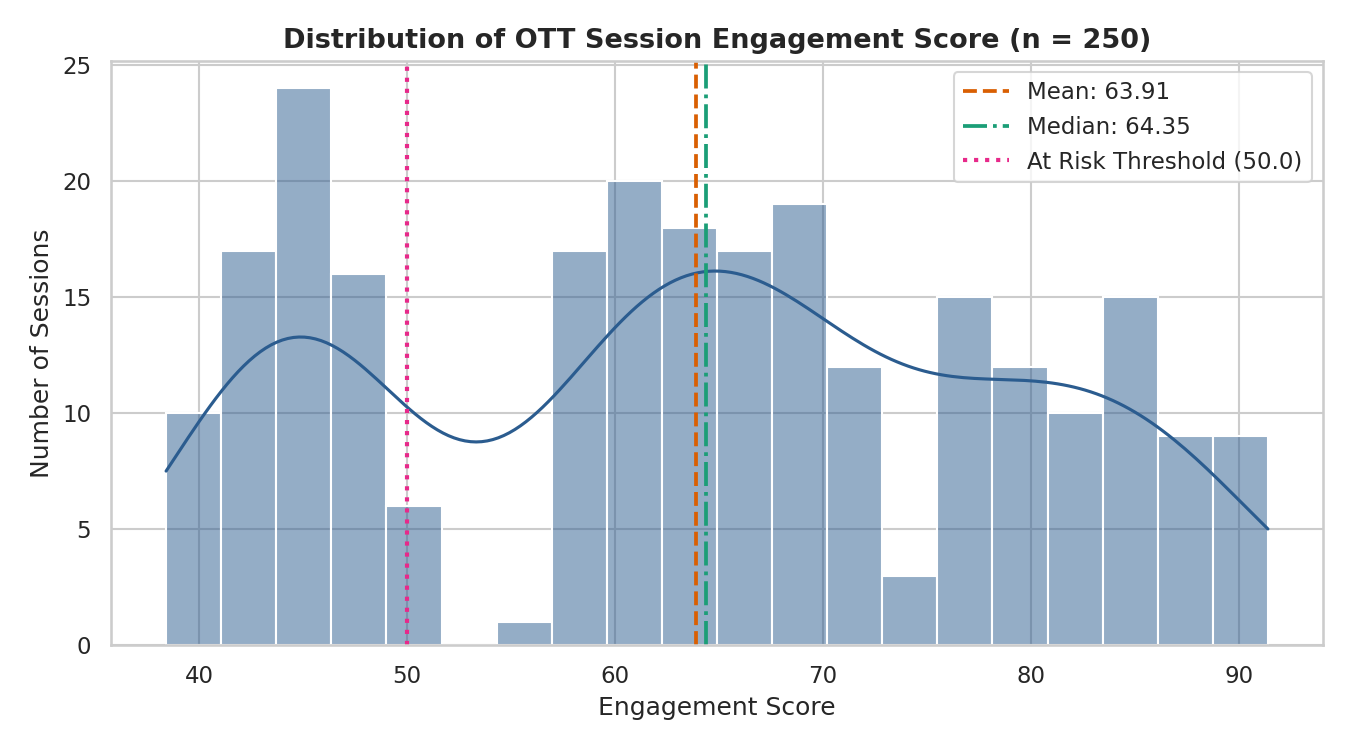 Distribution of OTT Session Engagement Score (n = 250)
Mean: 63.91
Median: 64.35
At Risk Threshold (50.0)
Number of Sessions
25
20
15
10
5
0
40 50 60 70 80 90
Engagement Score